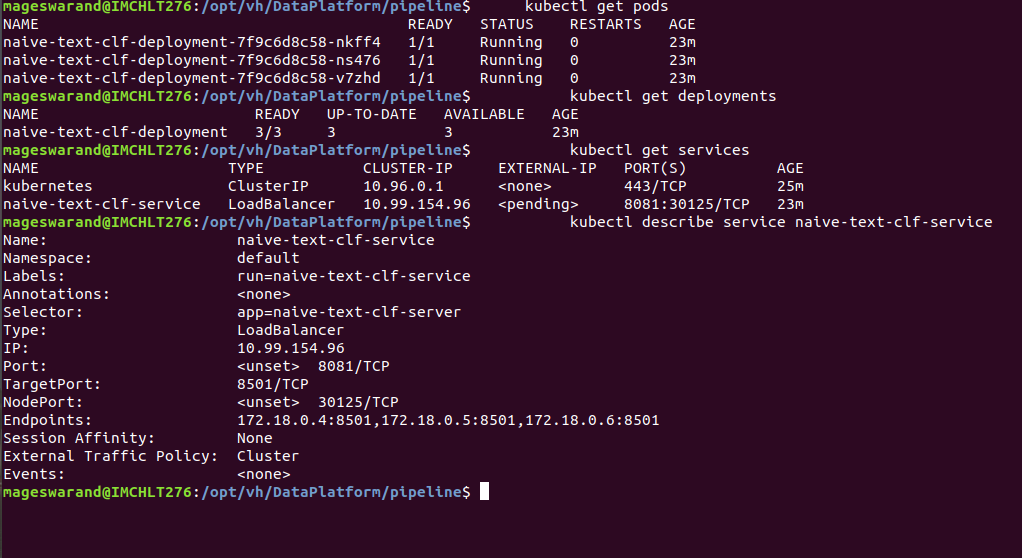 mageswarand@IMCHLT276:/opt/vh/DataPlatform/pipeline$ kubectl get pods
NAME READY STATUS RESTARTS AGE
naive-text-clf-deployment-7f9c6d8c58-nkff4 1/1 Running 0 23m
naive-text-clf-deployment-7f9c6d8c58-ns476 1/1 Running 0 23m
naive-text-clf-deployment-7f9c6d8c58-v7zhd 1/1 Running 0 23m
mageswarand@IMCHLT276:/opt/vh/DataPlatform/pipeline$ kubectl get deployments
NAME READY UP-TO-DATE AVAILABLE AGE
naive-text-clf-deployment 3/3 3 3 23m
mageswarand@IMCHLT276:/opt/vh/DataPlatform/pipeline$ kubectl get services
NAME TYPE CLUSTER-IP EXTERNAL-IP PORT(S) AGE
kubernetes ClusterIP 10.96.0.1 <none> 443/TCP 25m
naive-text-clf-service LoadBalancer 10.99.154.96 <pending> 8081:30125/TCP 23m
mageswarand@IMCHLT276:/opt/vh/DataPlatform/pipeline$ kubectl describe service naive-text-clf-service
Name: naive-text-clf-service
Namespace: default
Labels: run=naive-text-clf-service
Annotations: <none>
Selector: app=naive-text-clf-server
Type: LoadBalancer
IP: 10.99.154.96
Port: <unset> 8081/TCP
TargetPort: 8501/TCP
NodePort: <unset> 30125/TCP
Endpoints: 172.18.0.4:8501,172.18.0.5:8501,172.18.0.6:8501
Session Affinity: None
External Traffic Policy: Cluster
Events: <none>
mageswarand@IMCHLT276:/opt/vh/DataPlatform/pipeline$